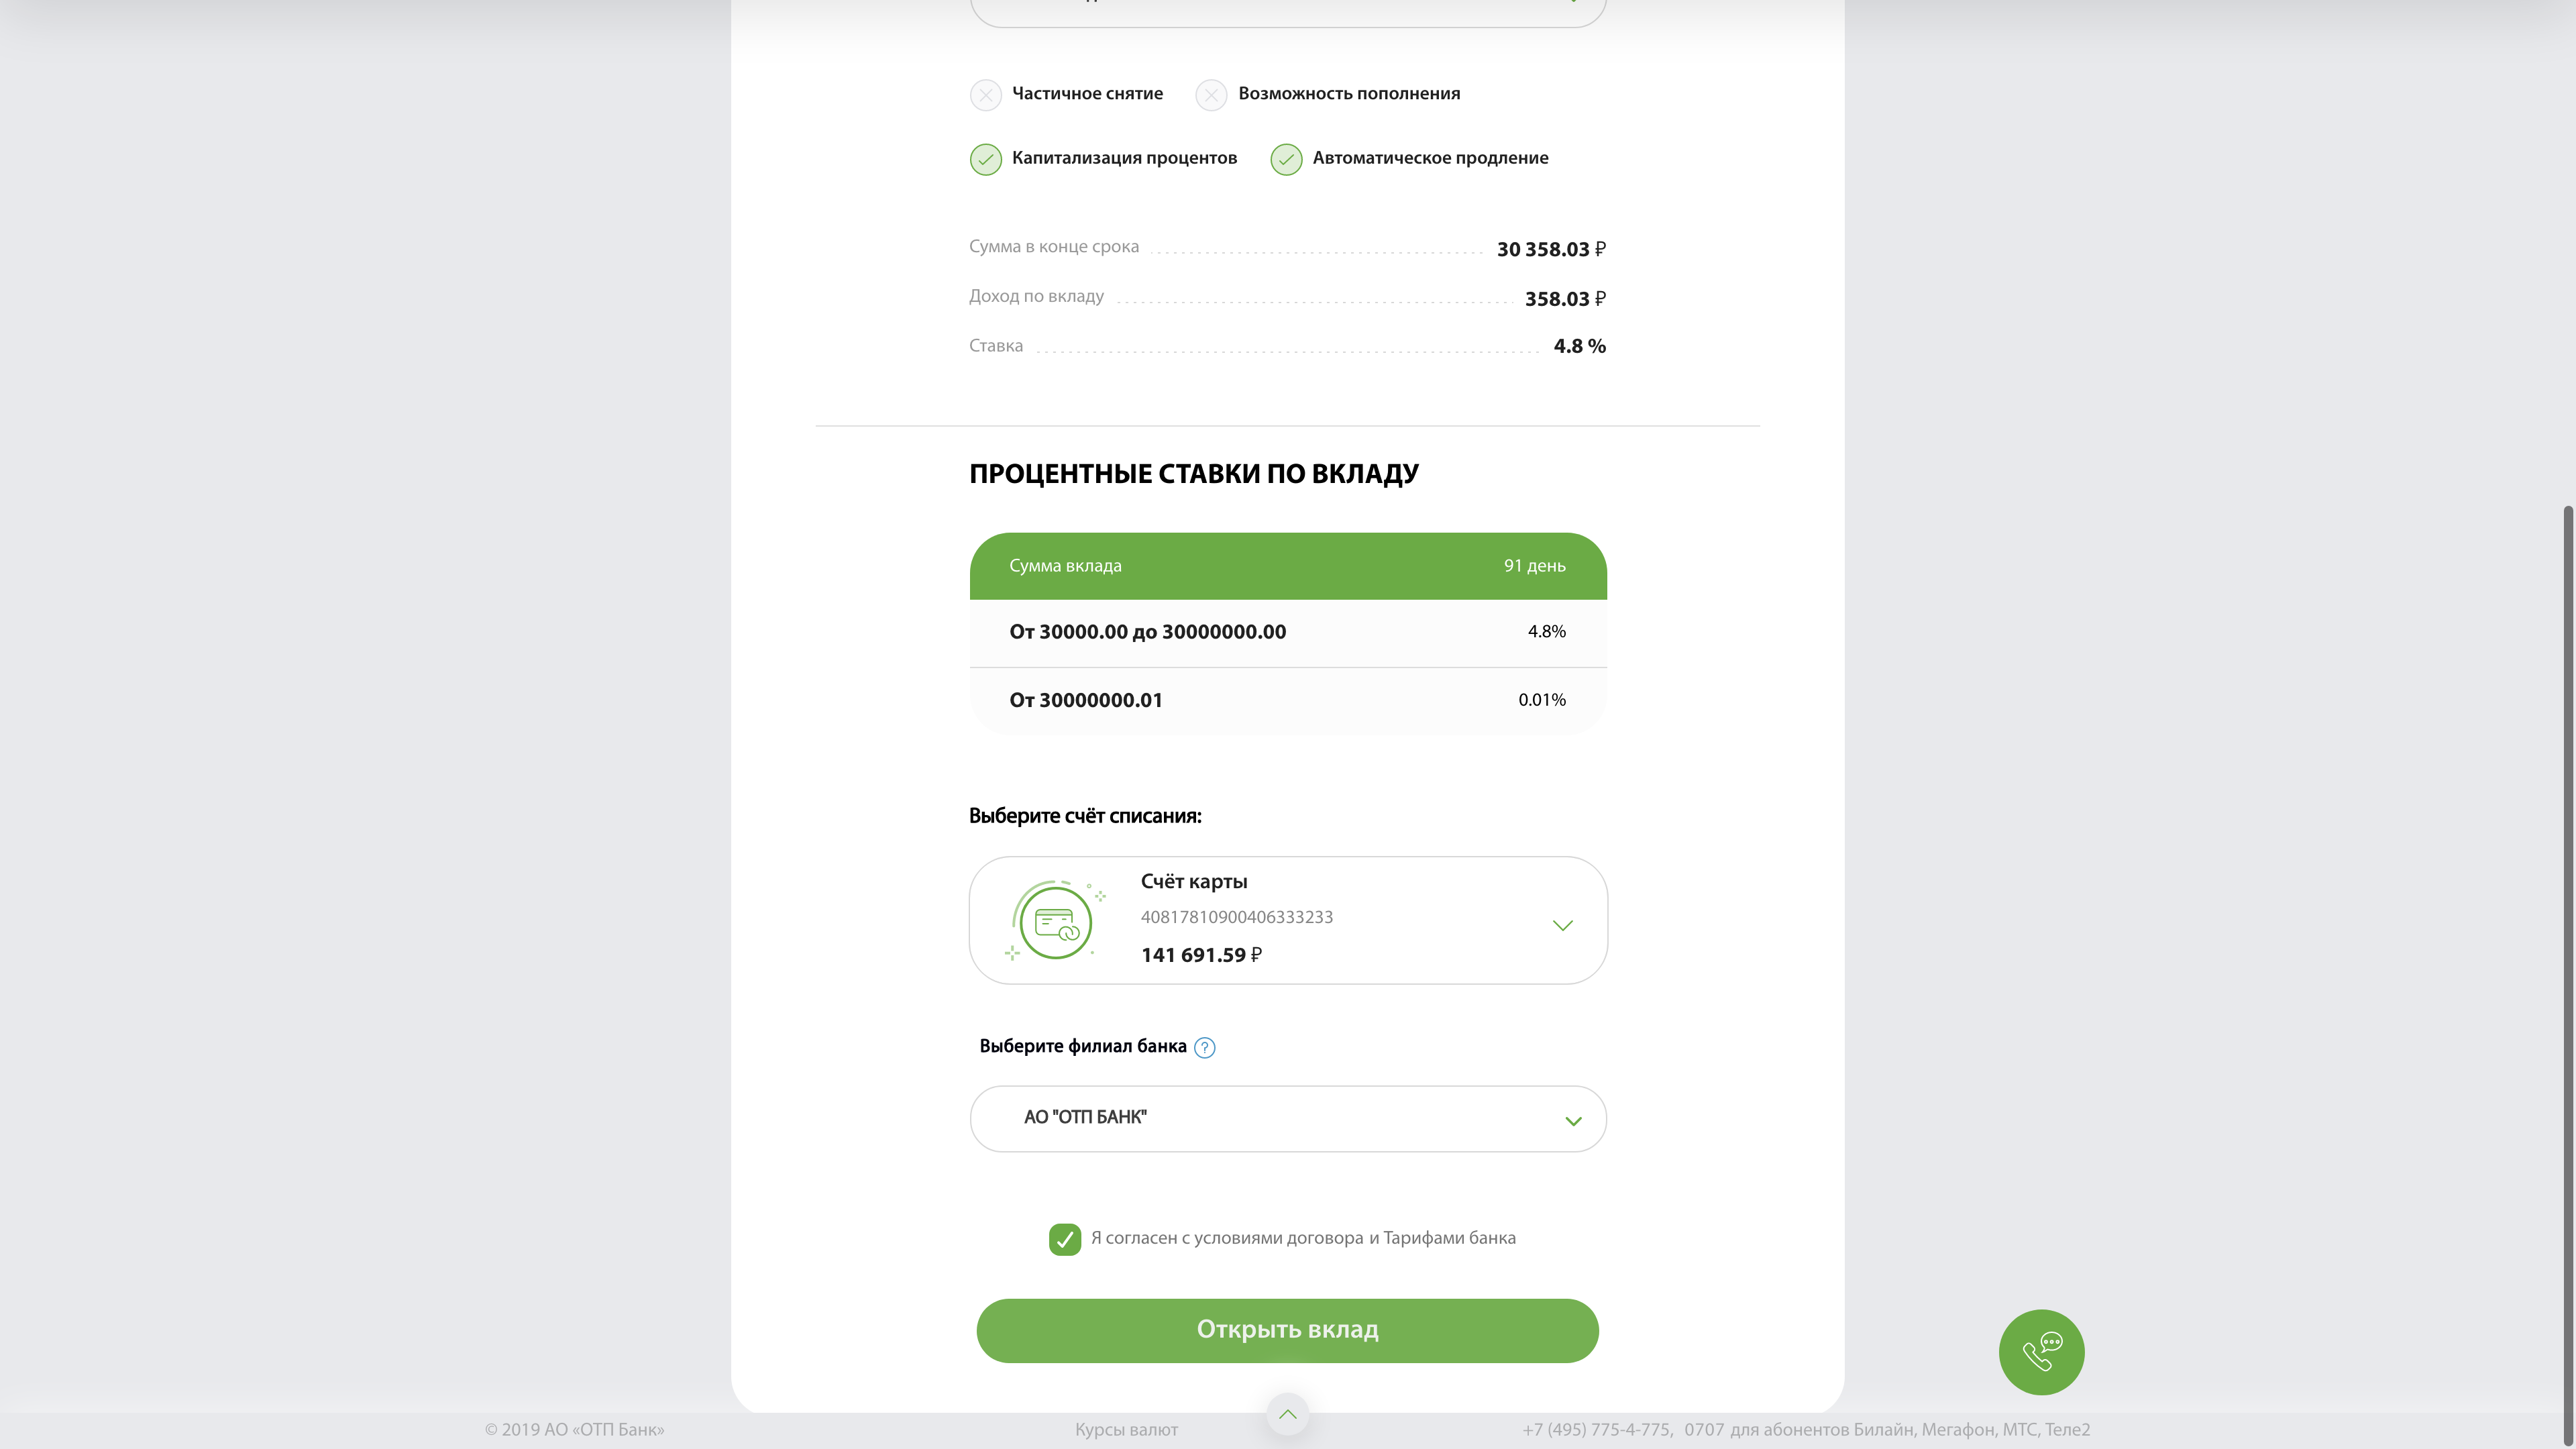 Частичное снятие
Возможность пополнения
Капитализация процентов
Автоматическое продление
Сумма в конце срока 30 358.03 ₽
Доход по вкладу 358.03 ₽
Ставка 4.8 %
ПРОЦЕНТНЫЕ СТАВКИ ПО ВКЛАДУ
Сумма вклада 91 день
От 30000.00 до 30000000.00 4.8%
От 30000000.01 0.01%
Выберите счёт списания:
Счёт карты
40817810900406333233
141 691.59 ₽
Выберите филиал банка ?
АО "ОТП БАНК"
Я согласен с условиями договора и Тарифами банка
Открыть вклад
© 2019 АО «ОТП Банк»
Курсы валют
+7 (495) 775-4-775, 0707 для абонентов Билайн, Мегафон, МТС, Теле2